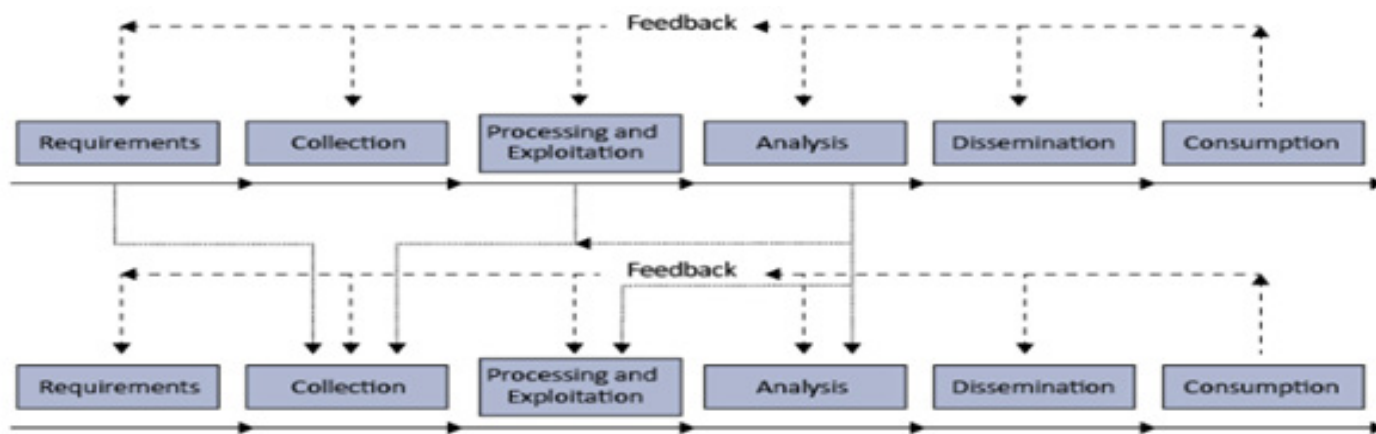 Feedback
Requirements
Collection
Processing and
Exploitation
Analysis
Dissemination
Consumption
Feedback
Requirements
Collection
Processing and
Exploitation
Analysis
Dissemination
Consumption